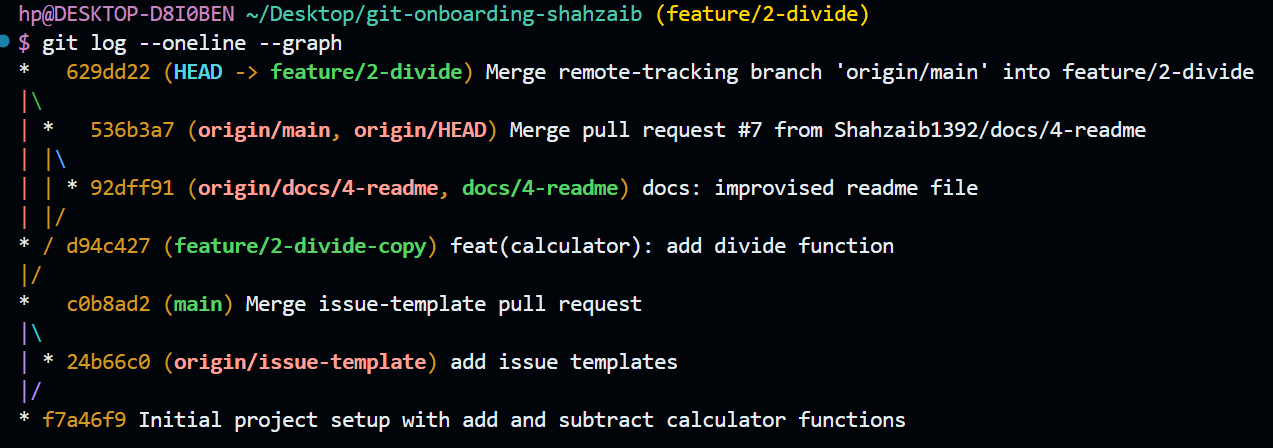 hp@DESKTOP-D8I0BEN ~/Desktop/git-onboarding-shahzaib (feature/2-divide)
$ git log --oneline --graph
*   629dd22 (HEAD -> feature/2-divide) Merge remote-tracking branch 'origin/main' into feature/2-divide
|\
| *   536b3a7 (origin/main, origin/HEAD) Merge pull request #7 from Shahzaib1392/docs/4-readme
| |\
| | * 92dff91 (origin/docs/4-readme, docs/4-readme) docs: improvised readme file
| |/
* / d94c427 (feature/2-divide-copy) feat(calculator): add divide function
|/
*   c0b8ad2 (main) Merge issue-template pull request
|\
| * 24b66c0 (origin/issue-template) add issue templates
|/
* f7a46f9 Initial project setup with add and subtract calculator functions